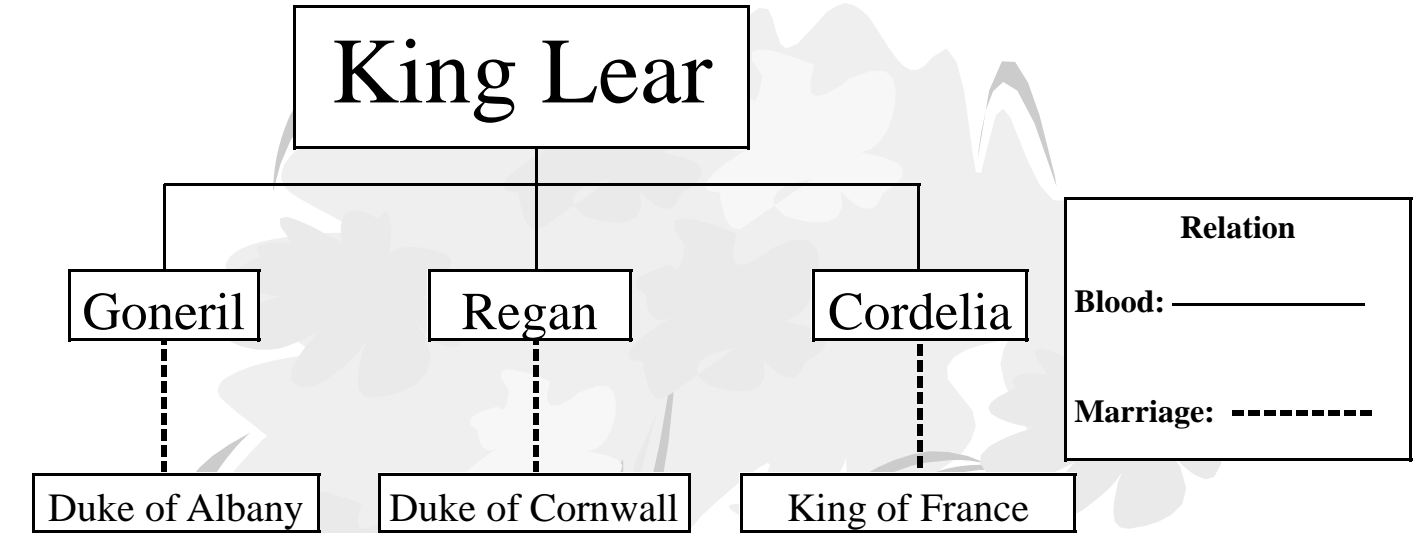 King Lear
Goneril
Regan
Cordelia
Duke of Albany
Duke of Cornwall
King of France
Relation
Blood:
Marriage: